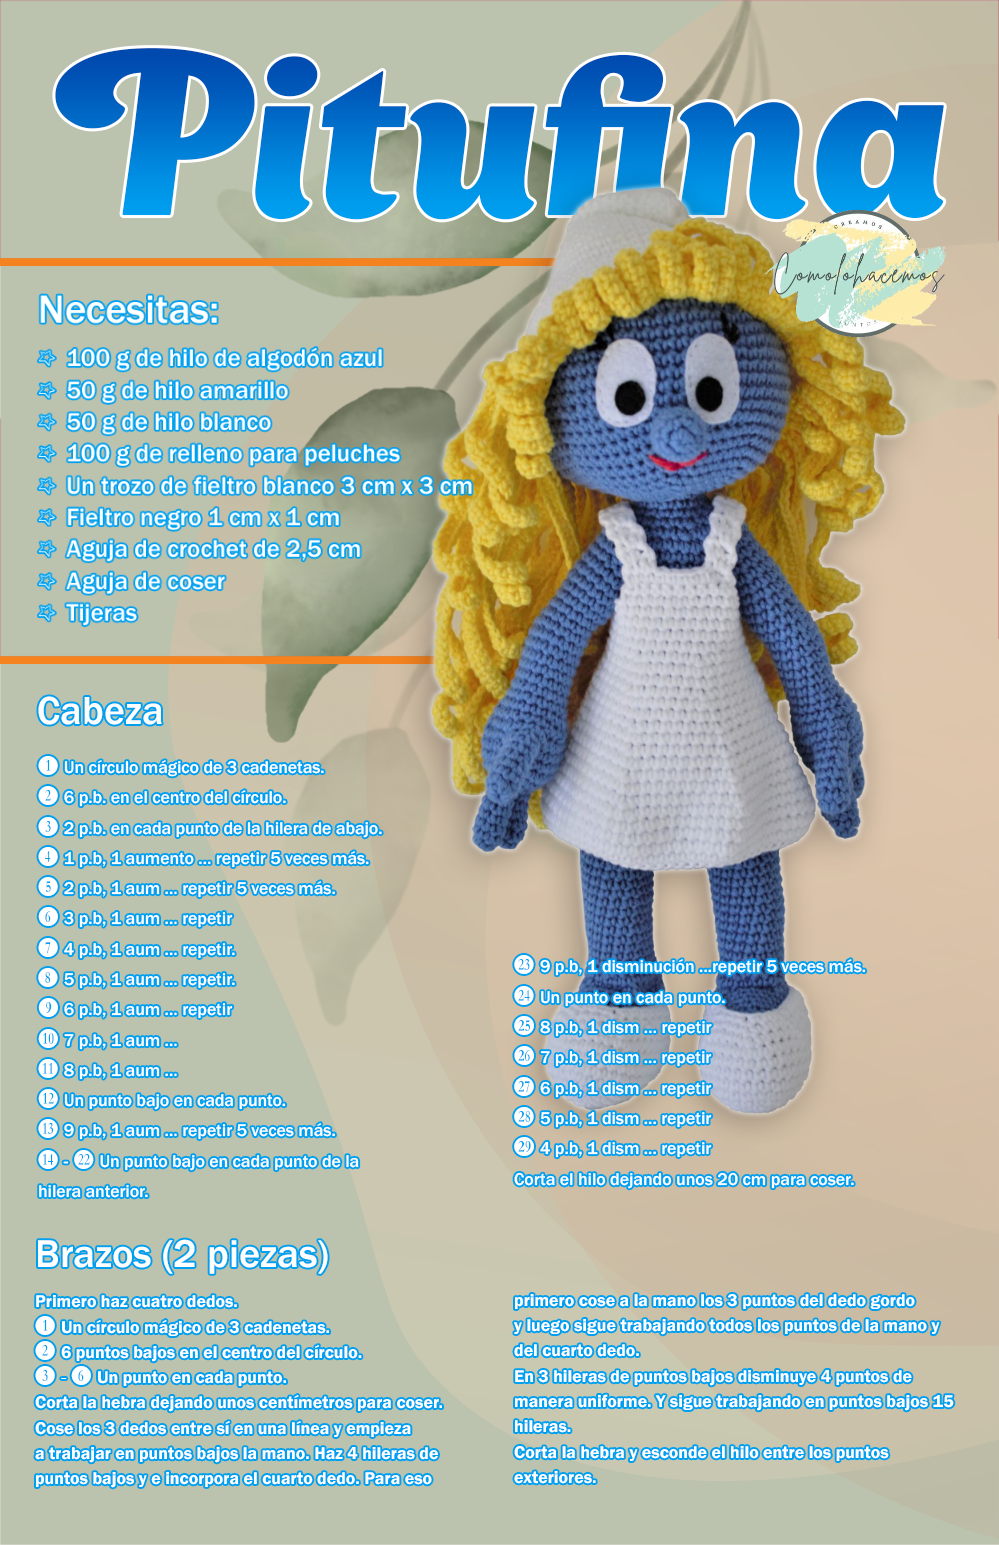 Pitufina
CREAMOS
Comolohacemos
JUNTOS
Necesitas:
100 g de hilo de algodón azul
50 g de hilo amarillo
50 g de hilo blanco
100 g de relleno para peluches
Un trozo de fieltro blanco 3 cm x 3 cm
Fieltro negro 1 cm x 1 cm
Aguja de crochet de 2,5 cm
Aguja de coser
Tijeras
Cabeza
1 Un círculo mágico de 3 cadenetas.
2 6 p.b. en el centro del círculo.
3 2 p.b. en cada punto de la hilera de abajo.
4 1 p.b, 1 aumento ... repetir 5 veces más.
5 2 p.b, 1 aum ... repetir 5 veces más.
6 3 p.b, 1 aum ... repetir
7 4 p.b, 1 aum ... repetir.
8 5 p.b, 1 aum ... repetir.
9 6 p.b, 1 aum ... repetir
10 7 p.b, 1 aum ...
11 8 p.b, 1 aum ...
12 Un punto bajo en cada punto.
13 9 p.b, 1 aum ... repetir 5 veces más.
14 - 22 Un punto bajo en cada punto de la
hilera anterior.
23 9 p.b, 1 disminución ...repetir 5 veces más.
24 Un punto en cada punto.
25 8 p.b, 1 dism ... repetir
26 7 p.b, 1 dism ... repetir
27 6 p.b, 1 dism ... repetir
28 5 p.b, 1 dism ... repetir
29 4 p.b, 1 dism ... repetir
Corta el hilo dejando unos 20 cm para coser.
Brazos (2 piezas)
Primero haz cuatro dedos.
1 Un círculo mágico de 3 cadenetas.
2 6 puntos bajos en el centro del círculo.
3 - 6 Un punto en cada punto.
Corta la hebra dejando unos centímetros para coser.
Cose los 3 dedos entre sí en una línea y empieza
a trabajar en puntos bajos la mano. Haz 4 hileras de
puntos bajos y e incorpora el cuarto dedo. Para eso
primero cose a la mano los 3 puntos del dedo gordo
y luego sigue trabajando todos los puntos de la mano y
del cuarto dedo.
En 3 hileras de puntos bajos disminuye 4 puntos de
manera uniforme. Y sigue trabajando en puntos bajos 15
hileras.
Corta la hebra y esconde el hilo entre los puntos
exteriores.